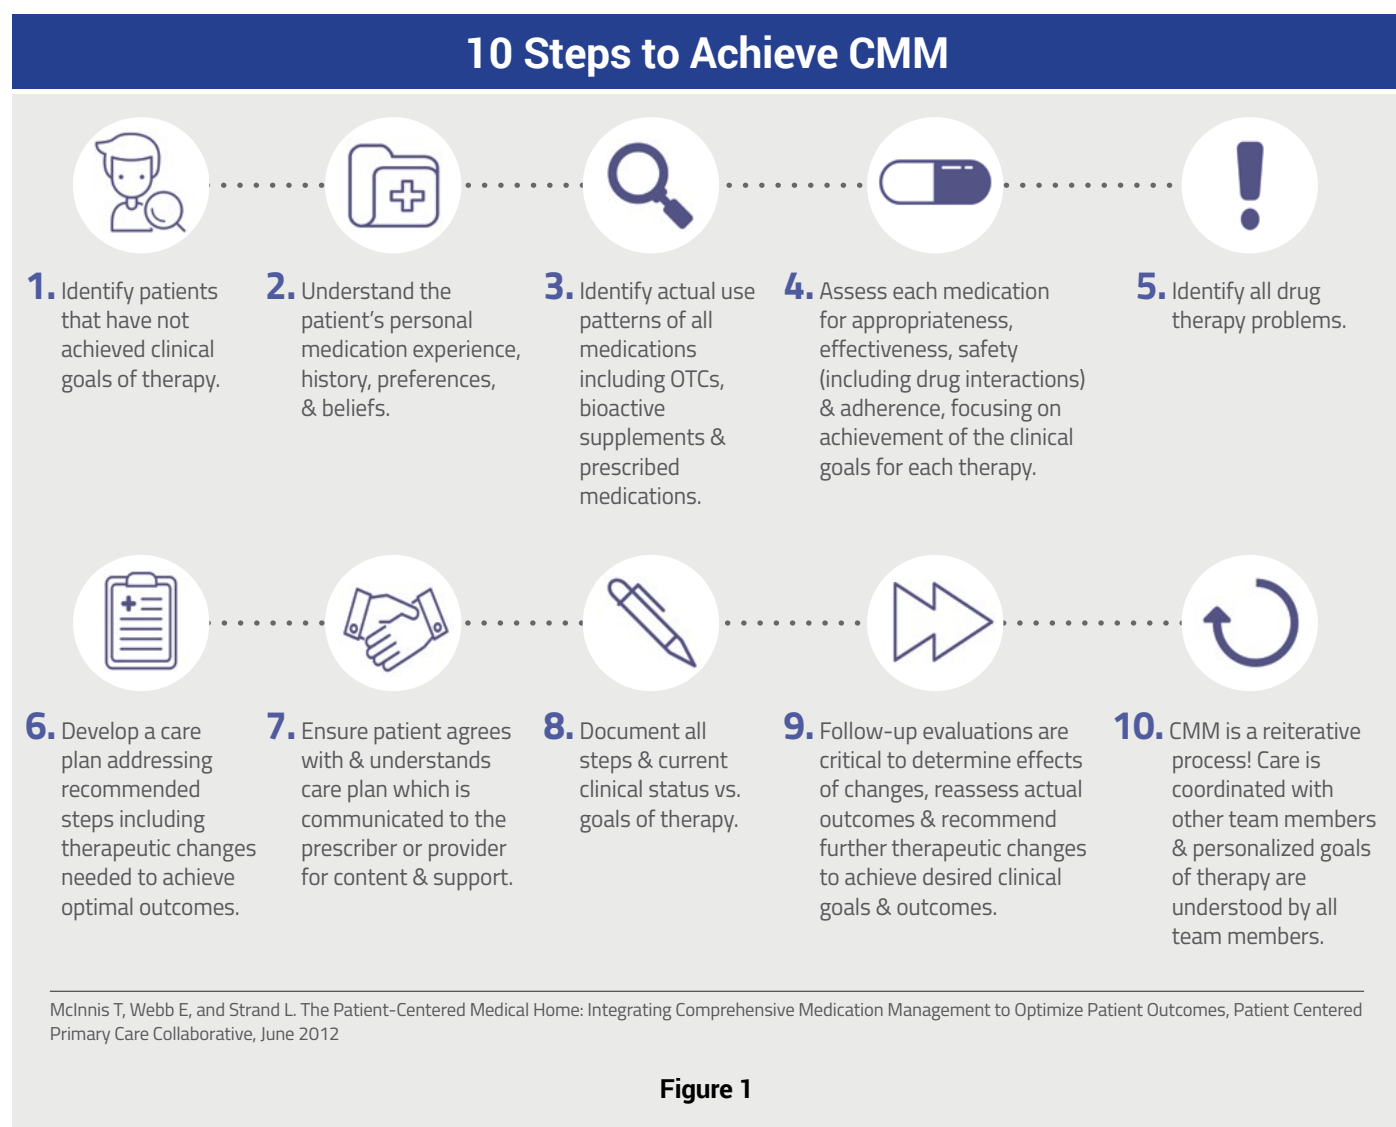 10 Steps to Achieve CMM
1. Identify patients
that have not
achieved clinical
goals of therapy.
2. Understand the
patient's personal
medication experience,
history, preferences,
& beliefs.
3. Identify actual use
patterns of all
medications
including OTCs,
bioactive
supplements &
prescribed
medications.
4. Assess each medication
for appropriateness,
effectiveness, safety
(including drug interactions)
& adherence, focusing on
achievement of the clinical
goals for each therapy.
5. Identify all drug
therapy problems.
6. Develop a care
plan addressing
recommended
steps including
therapeutic changes
needed to achieve
optimal outcomes.
7. Ensure patient agrees
with & understands
care plan which is
communicated to the
prescriber or provider
for content & support.
8. Document all
steps & current
clinical status vs.
goals of therapy.
9. Follow-up evaluations are
critical to determine effects
of changes, reassess actual
outcomes & recommend
further therapeutic changes
to achieve desired clinical
goals & outcomes.
10. CMM is a reiterative
process! Care is
coordinated with
other team members
& personalized goals
of therapy are
understood by all
team members.
McInnis T, Webb E, and Strand L. The Patient-Centered Medical Home: Integrating Comprehensive Medication Management to Optimize Patient Outcomes, Patient Centered
Primary Care Collaborative, June 2012
Figure 1